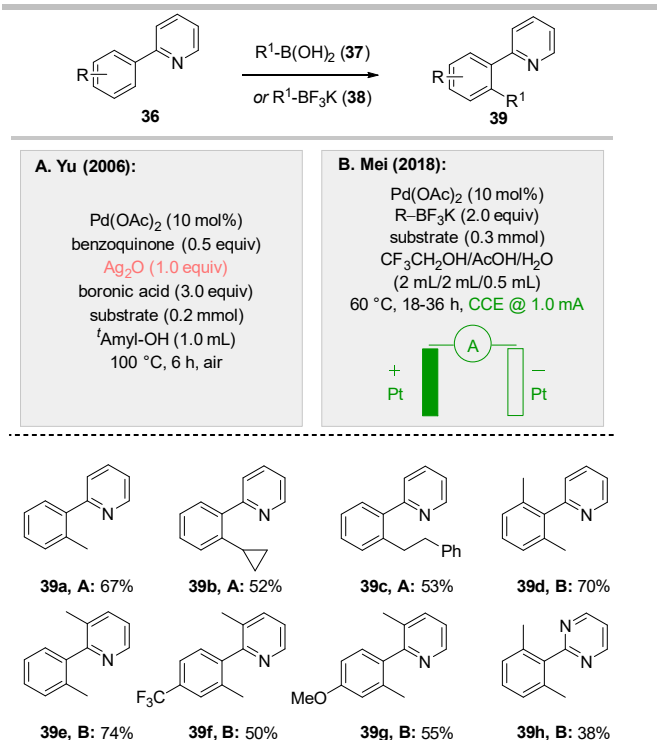 R
N
36
R¹-B(OH)₂ (37)
or R¹-BF₃K (38)
R
N
R¹
39
A. Yu (2006):
Pd(OAc)₂ (10 mol%)
benzoquinone (0.5 equiv)
Ag₂O (1.0 equiv)
boronic acid (3.0 equiv)
substrate (0.2 mmol)
ᵗAmyl-OH (1.0 mL)
100 °C, 6 h, air
B. Mei (2018):
Pd(OAc)₂ (10 mol%)
R–BF₃K (2.0 equiv)
substrate (0.3 mmol)
CF₃CH₂OH/AcOH/H₂O
(2 mL/2 mL/0.5 mL)
60 °C, 18-36 h, CCE @ 1.0 mA
A
+
Pt
–
Pt
N
39a, A: 67%
N
39b, A: 52%
N
Ph
39c, A: 53%
N
39d, B: 70%
N
39e, B: 74%
N
F₃C
39f, B: 50%
N
MeO
39g, B: 55%
N
N
39h, B: 38%